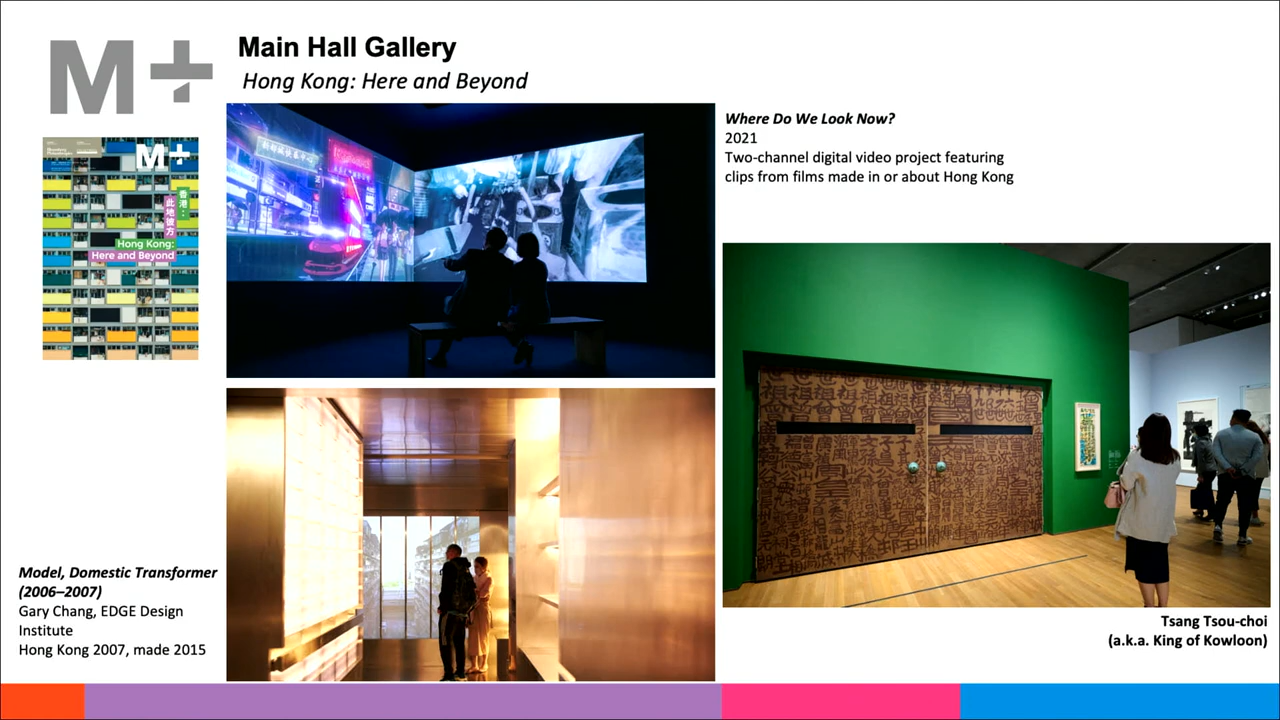 M+
Main Hall Gallery
Hong Kong: Here and Beyond
M+
香港：
此地彼方
Hong Kong:
Here and Beyond
Where Do We Look Now?
2021
Two-channel digital video project featuring
clips from films made in or about Hong Kong
Model, Domestic Transformer
(2006–2007)
Gary Chang, EDGE Design
Institute
Hong Kong 2007, made 2015
Tsang Tsou-choi
(a.k.a. King of Kowloon)